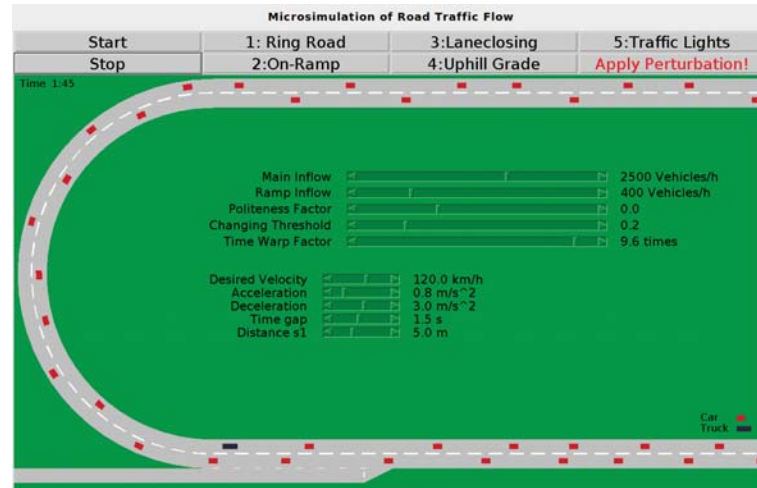 Microsimulation of Road Traffic Flow
Start 1: Ring Road 3:Laneclosing 5:Traffic Lights
Stop 2:On-Ramp 4:Uphill Grade Apply Perturbation!
Time 1:45
Main Inflow 2500 Vehicles/h
Ramp Inflow 400 Vehicles/h
Politeness Factor 0.0
Changing Threshold 0.2
Time Warp Factor 9.6 times
Desired Velocity 120.0 km/h
Acceleration 0.8 m/s^2
Deceleration 3.0 m/s^2
Time gap 1.5 s
Distance s1 5.0 m
Car
Truck